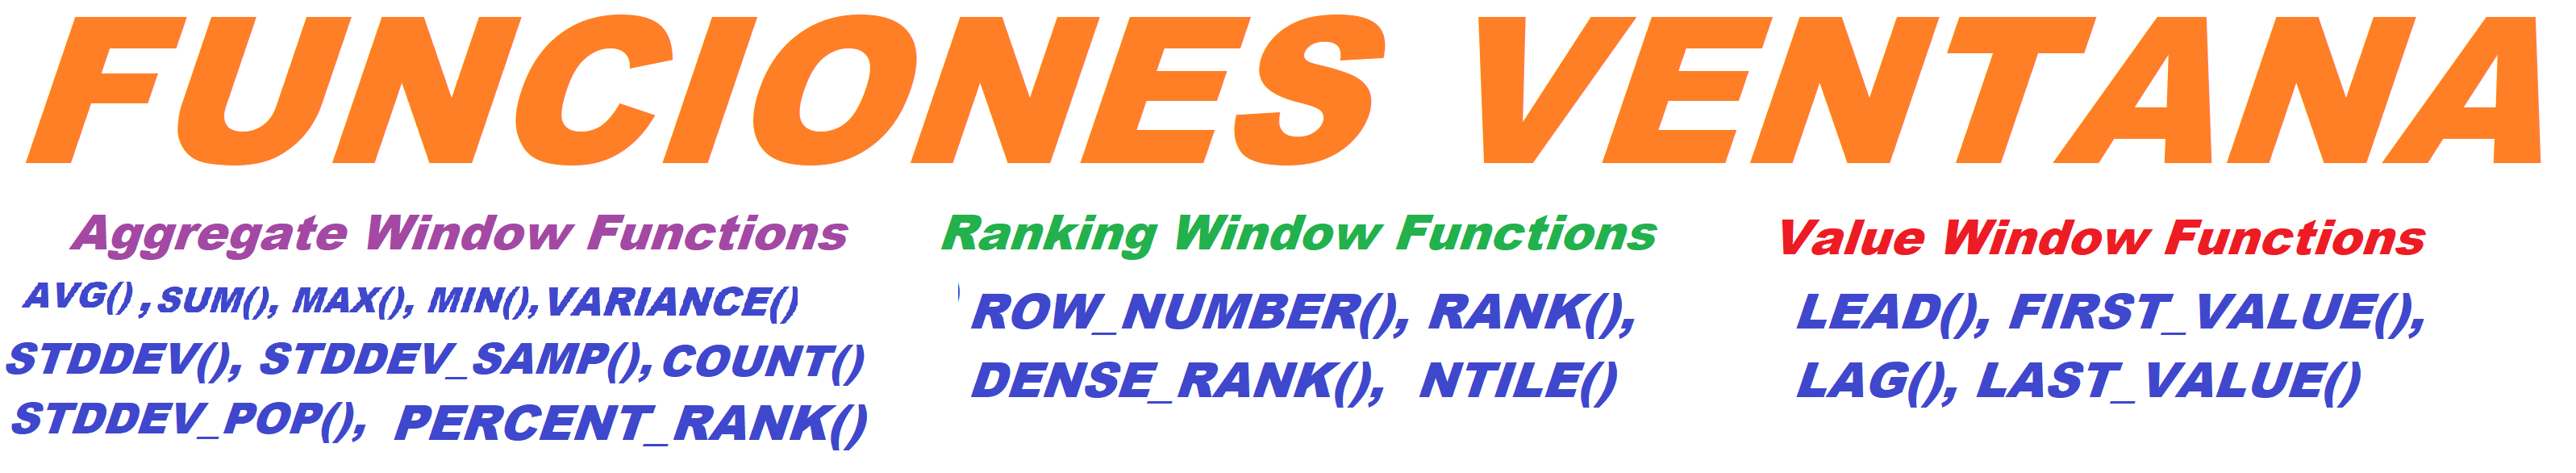 FUNCIONES VENTANA
Aggregate Window Functions
AVG() , SUM(), MAX(), MIN(), VARIANCE()
STDDEV(), STDDEV_SAMP(), COUNT()
STDDEV_POP(), PERCENT_RANK()
Ranking Window Functions
ROW_NUMBER(), RANK(),
DENSE_RANK(), NTILE()
Value Window Functions
LEAD(), FIRST_VALUE(),
LAG(), LAST_VALUE()